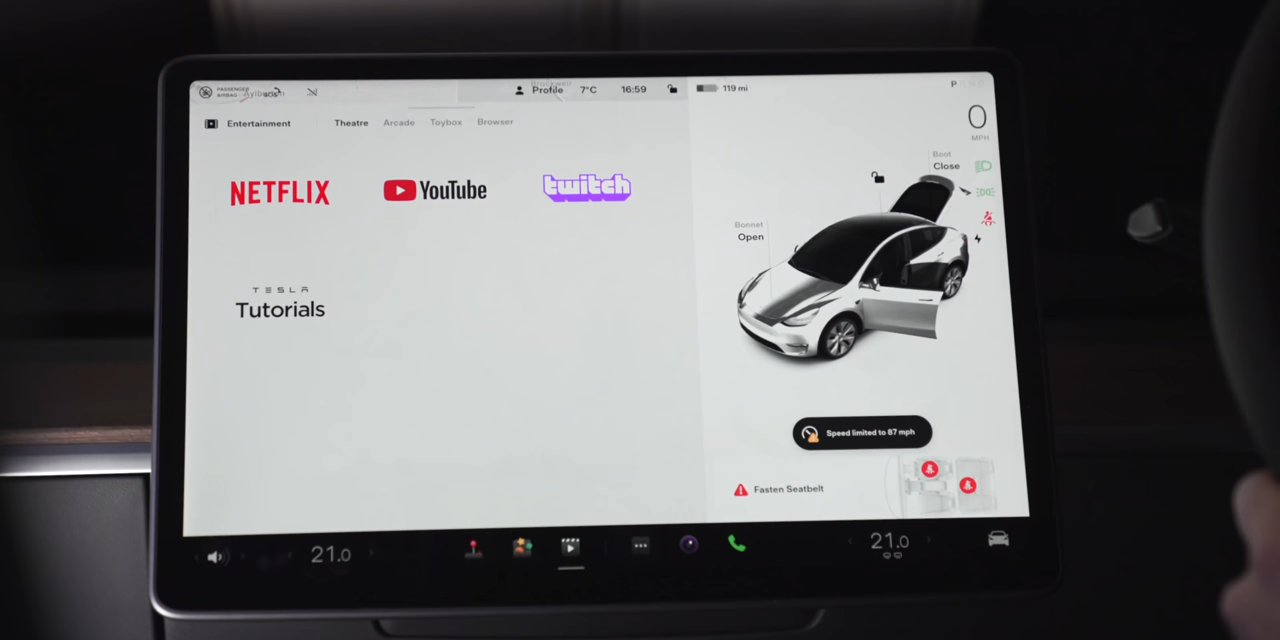 PASSENGER
AIRBAG
SOS
Profile
7°C
16:59
119 mi
P
Entertainment
Theatre
Arcade
Toybox
Browser
0
MPH
NETFLIX
YouTube
twitch
Boot
Close
Bonnet
Open
TESLA
Tutorials
Speed limited to 87 mph
Fasten Seatbelt
21.0
21.0